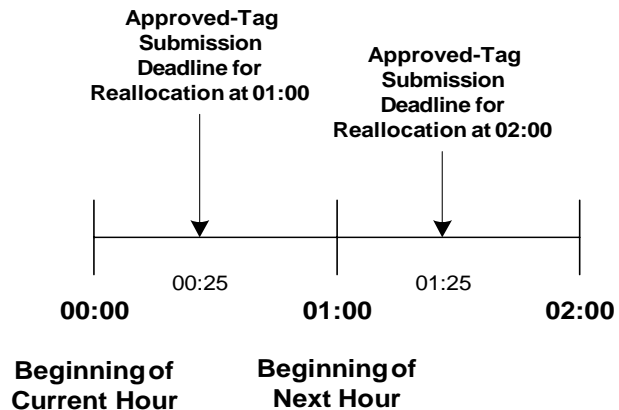 Approved-Tag
Submission
Deadline for
Reallocation at 01:00
Approved-Tag
Submission
Deadline for
Reallocation at 02:00
00:25
01:25
00:00
01:00
02:00
Beginning of
Current Hour
Beginning of
Next Hour